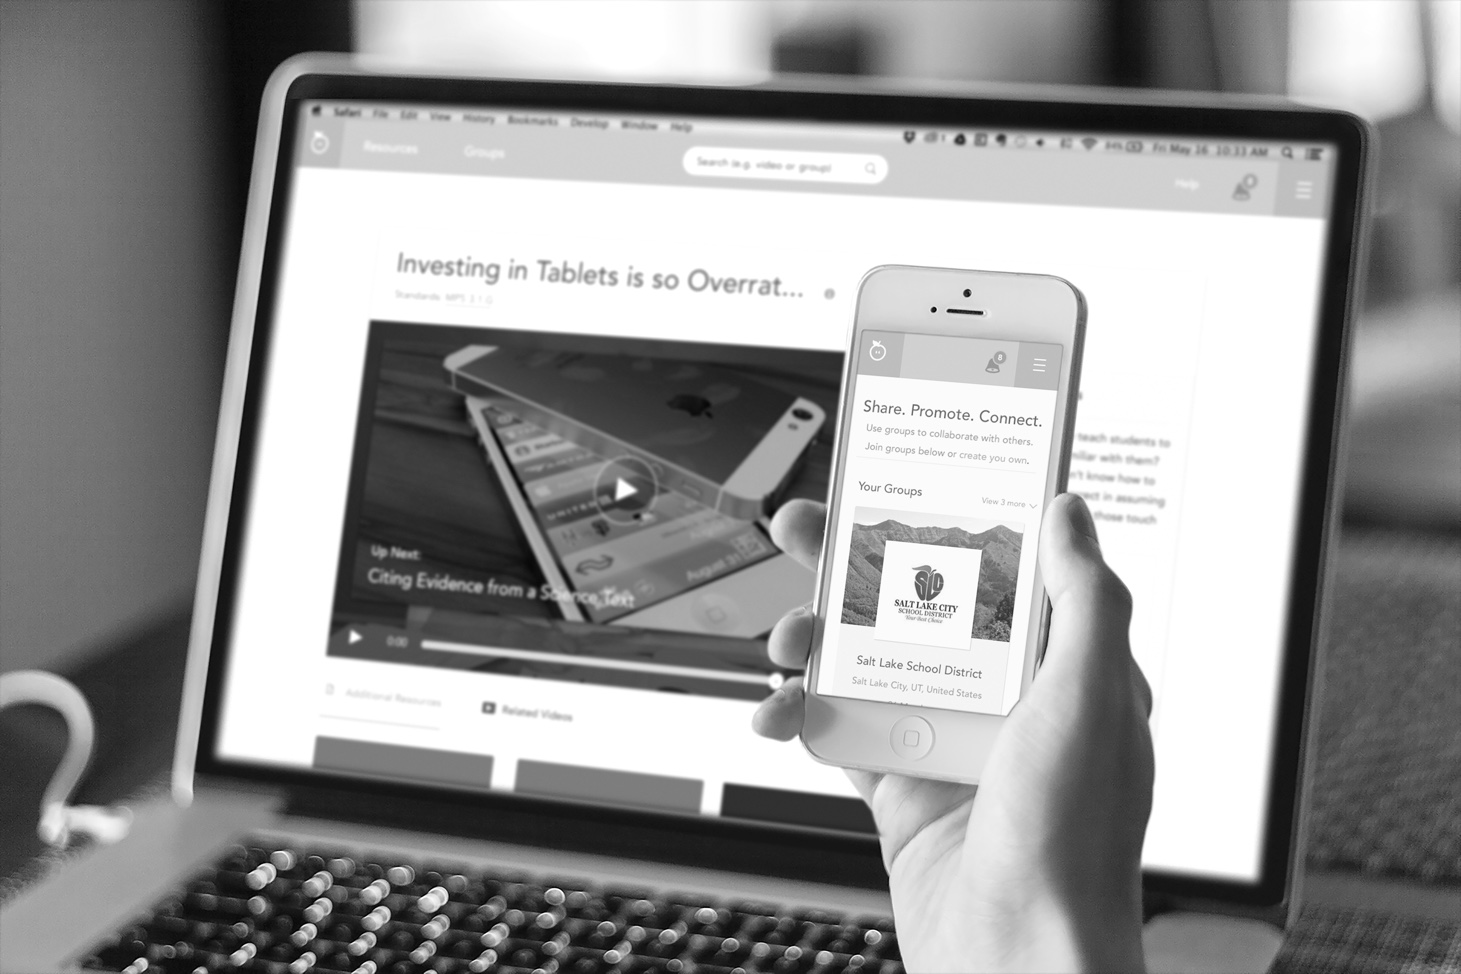 Safari File Edit View History Bookmarks Develop Window Help
Fri May 16 10:33 AM
Resources Groups
Search (e.g. video or group)
Help
Investing in Tablets is so Overrat...
Standards: MP5
Up Next:
Citing Evidence from a Science Text
0:00
Additional Resources
Related Videos
teach students to
miliar with them?
n't know how to
rect in assuming
those touch
8
Share. Promote. Connect.
Use groups to collaborate with others.
Join groups below or create you own.
Your Groups
View 3 more
SLC
SALT LAKE CITY
SCHOOL DISTRICT
Your Best Choice
Salt Lake School District
Salt Lake City, UT, United States